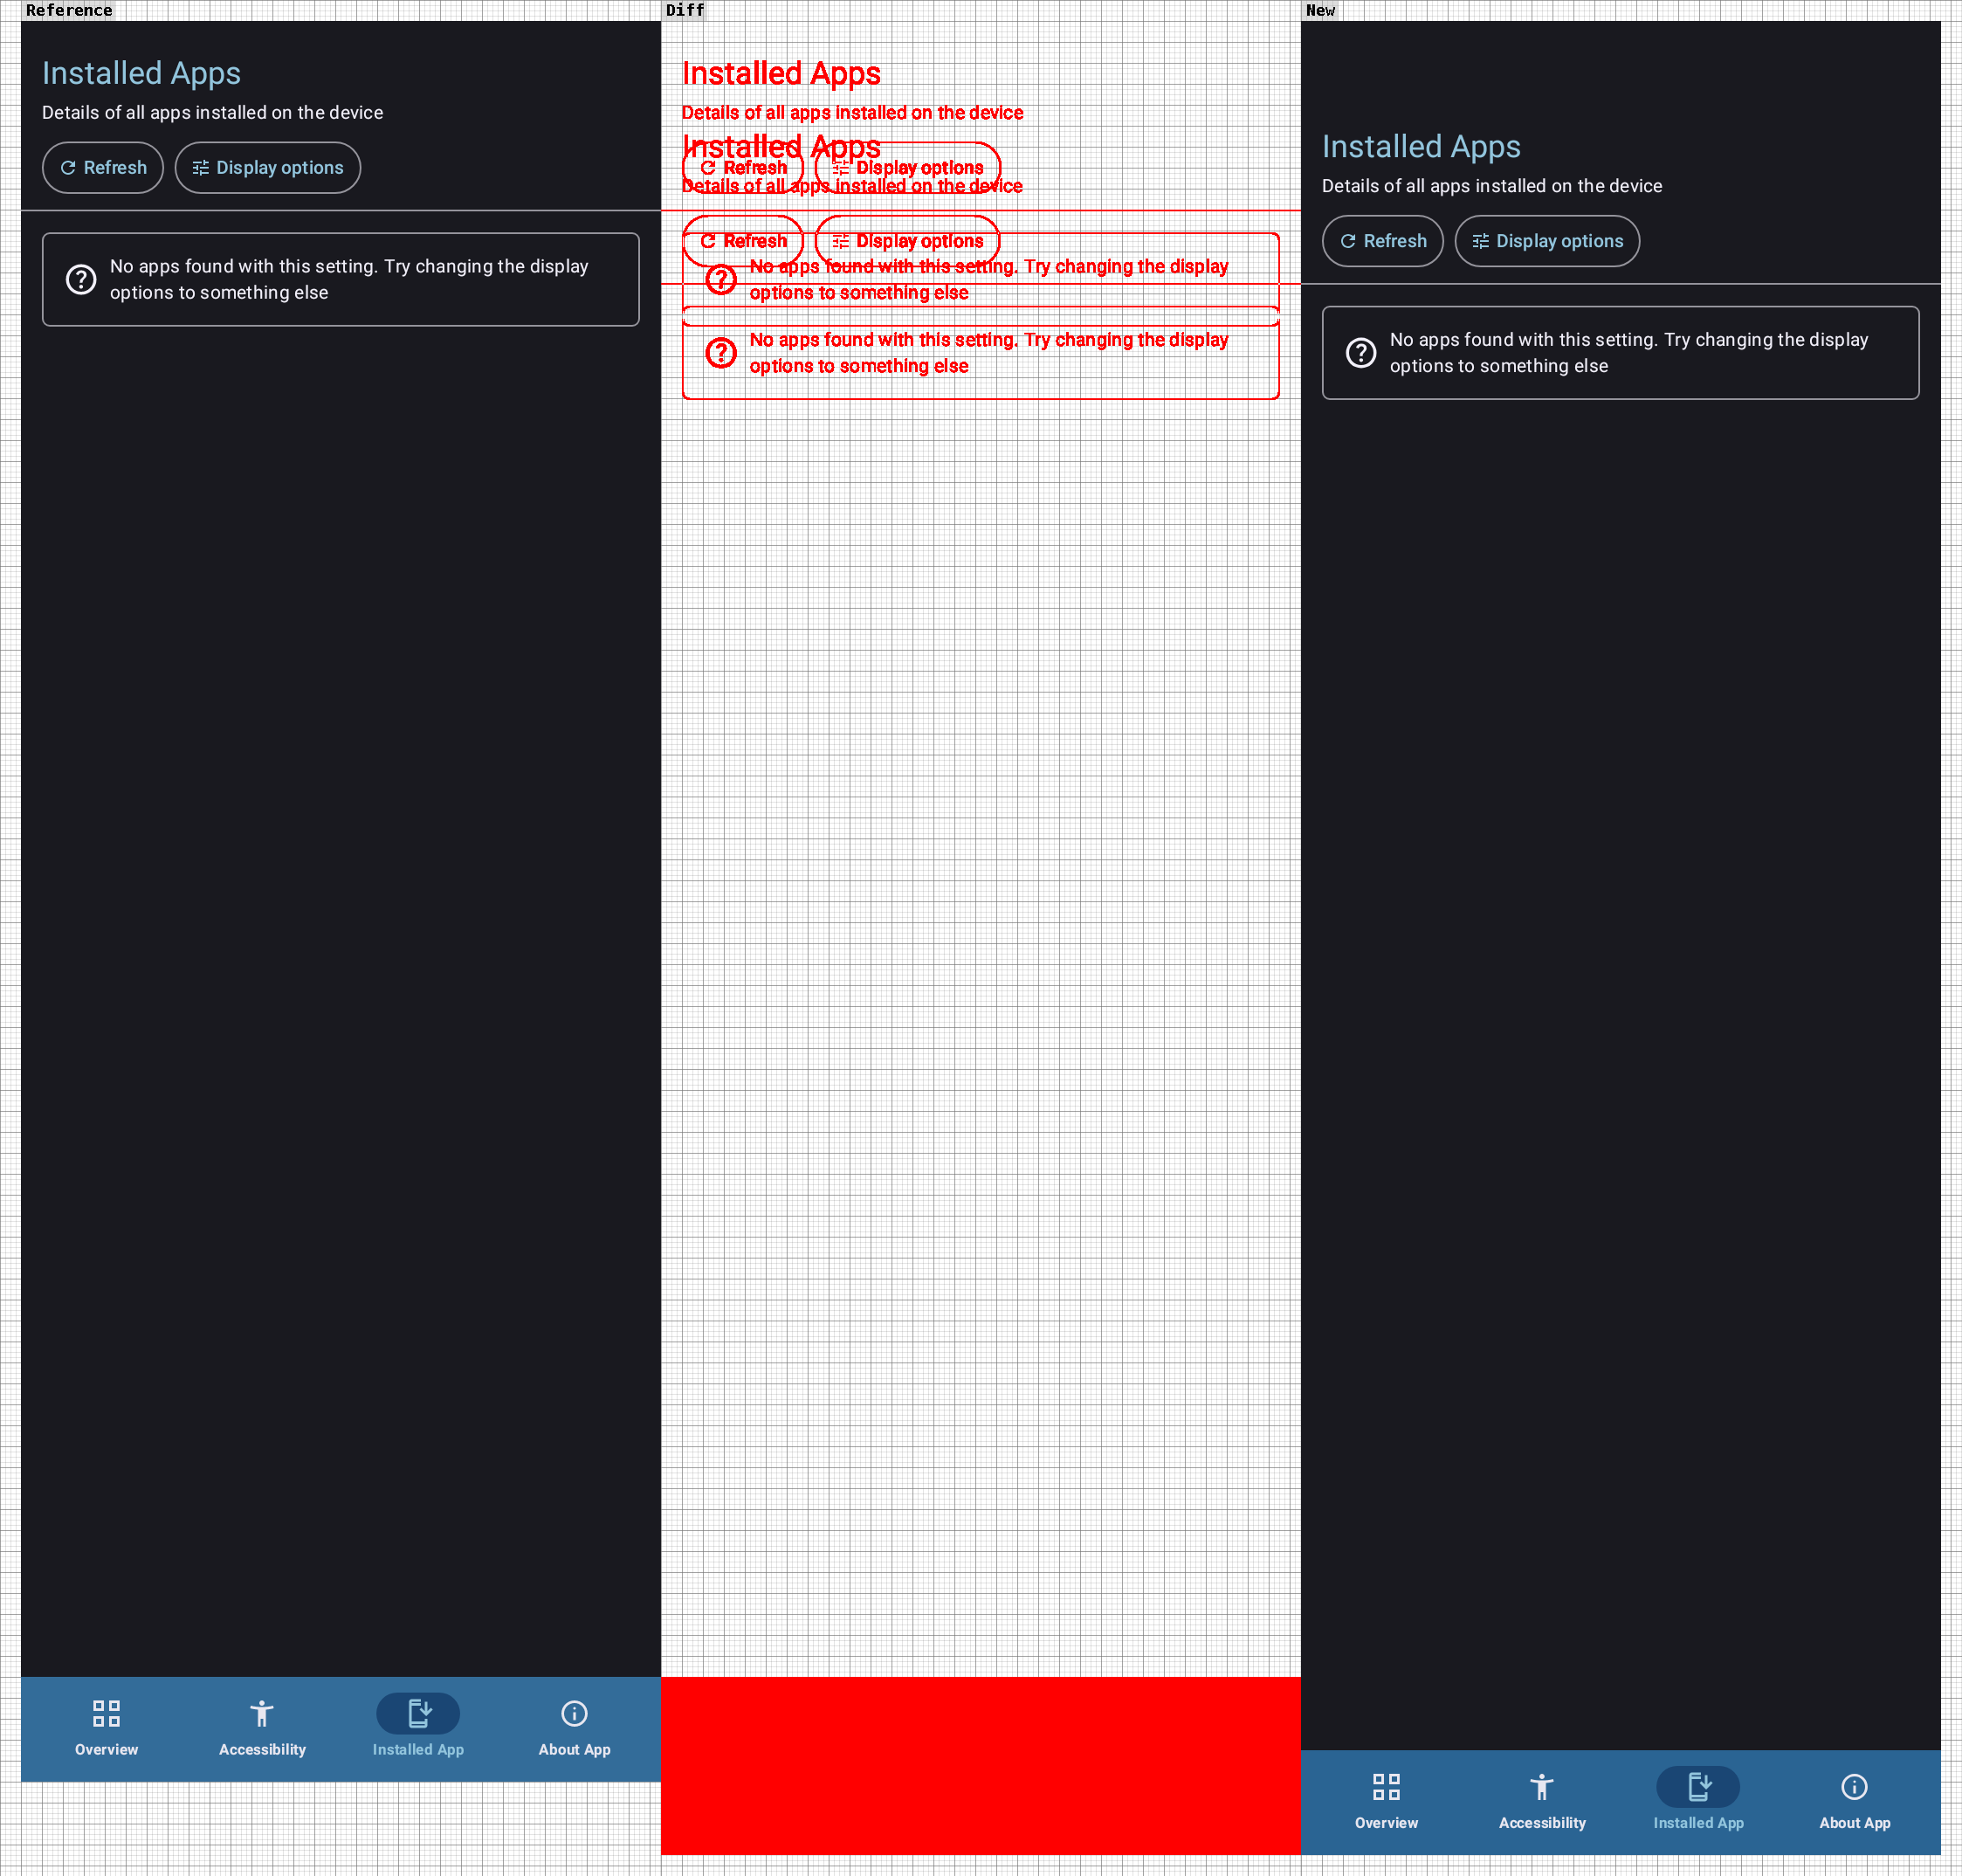 Reference
Installed Apps
Details of all apps installed on the device
Refresh
Display options
No apps found with this setting. Try changing the display
options to something else
Overview
Accessibility
Installed App
About App
Diff
Installed Apps
Details of all apps installed on the device
Installed Apps
Refresh
Display options
Details of all apps installed on the device
Refresh
Display options
No apps found with this setting. Try changing the display
options to something else
No apps found with this setting. Try changing the display
options to something else
New
Installed Apps
Details of all apps installed on the device
Refresh
Display options
No apps found with this setting. Try changing the display
options to something else
Overview
Accessibility
Installed App
About App